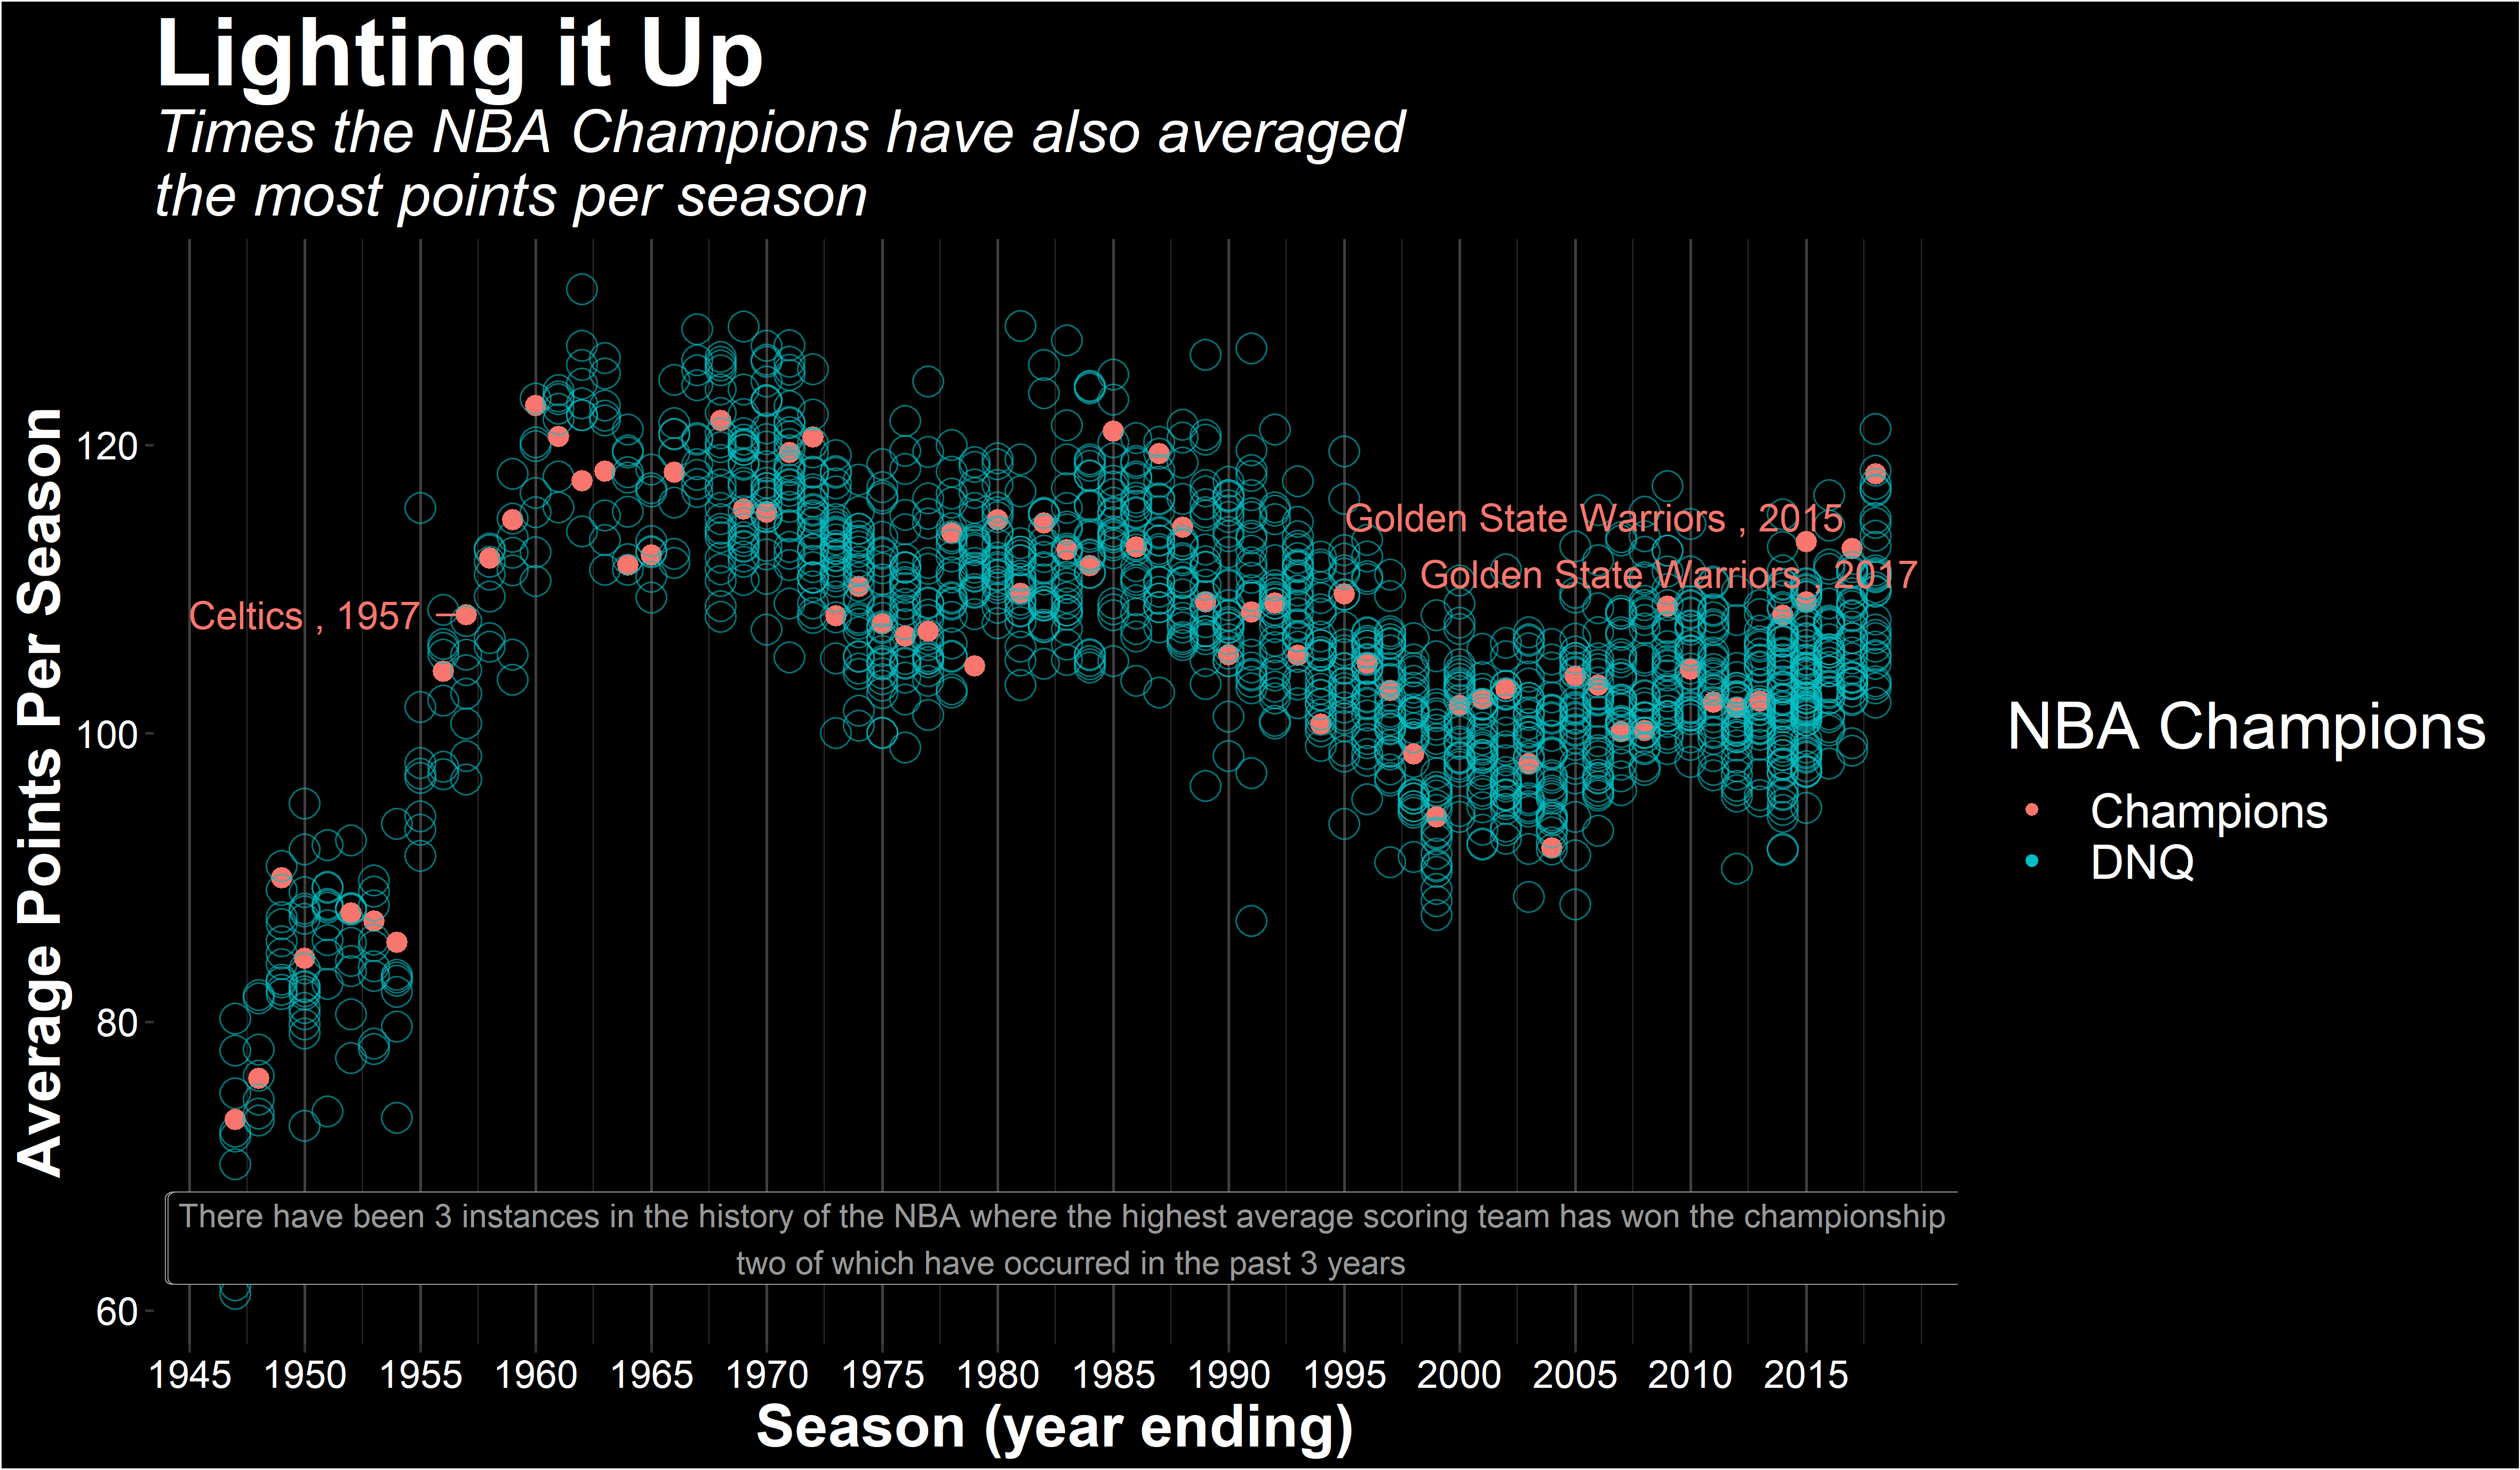 Lighting it Up
Times the NBA Champions have also averaged
the most points per season
Average Points Per Season
120
100
80
60
Golden State Warriors , 2015
Golden State Warriors , 2017
Celtics , 1957
There have been 3 instances in the history of the NBA where the highest average scoring team has won the championship
two of which have occurred in the past 3 years
1945 1950 1955 1960 1965 1970 1975 1980 1985 1990 1995 2000 2005 2010 2015
Season (year ending)
NBA Champions
Champions
DNQ